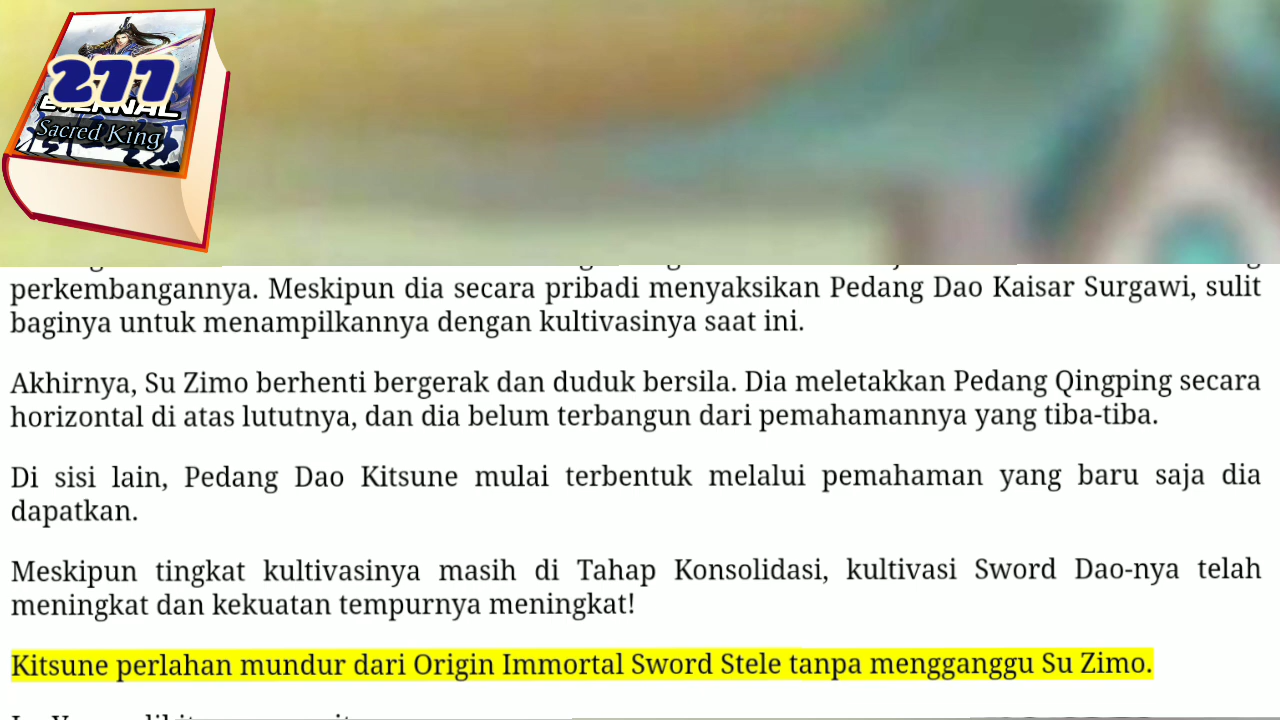 277
ETERNAL
Sacred King
perkembangannya. Meskipun dia secara pribadi menyaksikan Pedang Dao Kaisar Surgawi, sulit
baginya untuk menampilkannya dengan kultivasinya saat ini.
Akhirnya, Su Zimo berhenti bergerak dan duduk bersila. Dia meletakkan Pedang Qingping secara
horizontal di atas lututnya, dan dia belum terbangun dari pemahamannya yang tiba-tiba.
Di sisi lain, Pedang Dao Kitsune mulai terbentuk melalui pemahaman yang baru saja dia
dapatkan.
Meskipun tingkat kultivasinya masih di Tahap Konsolidasi, kultivasi Sword Dao-nya telah
meningkat dan kekuatan tempurnya meningkat!
Kitsune perlahan mundur dari Origin Immortal Sword Stele tanpa mengganggu Su Zimo.